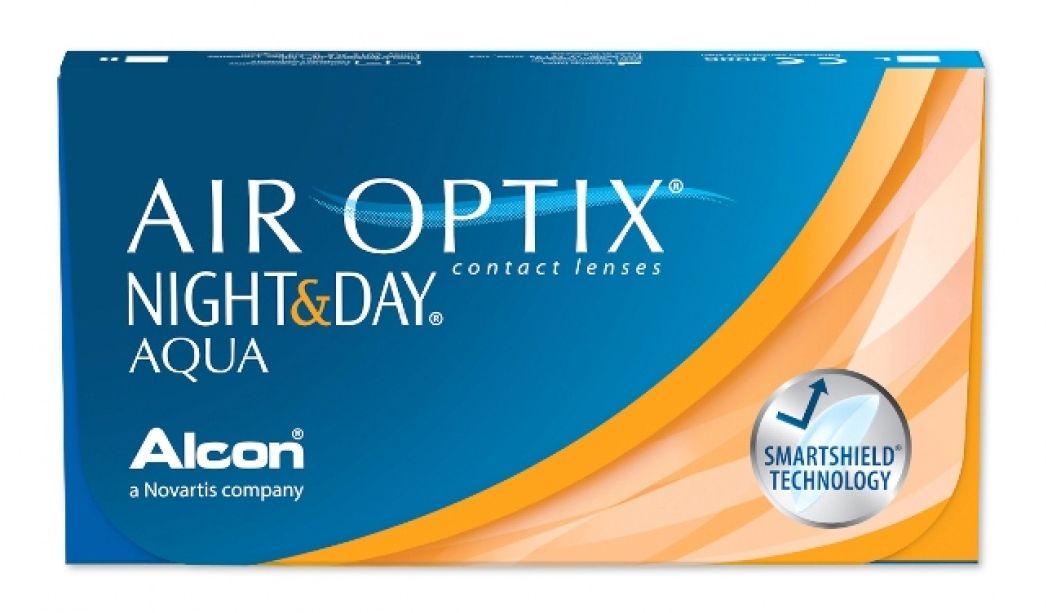 AIR OPTIX®
contact lenses
NIGHT&DAY®
AQUA
Alcon®
a Novartis company
SMARTSHIELD®
TECHNOLOGY